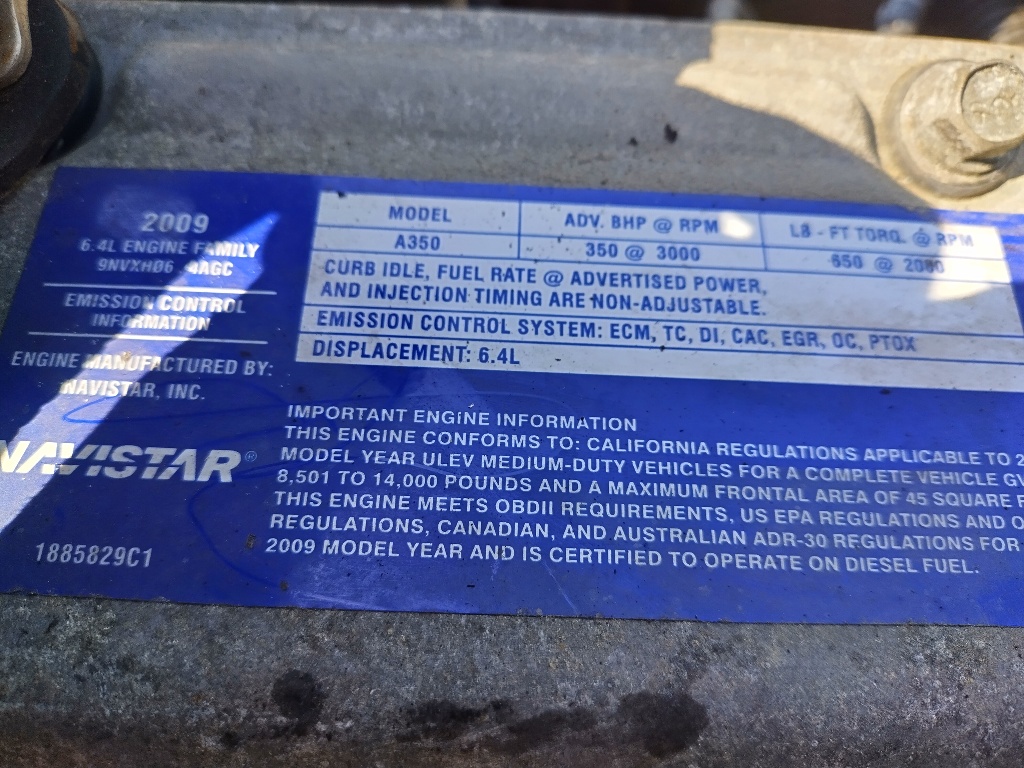 2009
6.4L ENGINE FAMILY
9NVXH06 4AGC
EMISSION CONTROL
INFORMATION
ENGINE MANUFACTURED BY:
NAVISTAR, INC.
NAVISTAR®
1885829C1
MODEL ADV. BHP @ RPM LB - FT TORQ. @ RPM
A350 350 @ 3000 650 @ 2000
CURB IDLE, FUEL RATE @ ADVERTISED POWER,
AND INJECTION TIMING ARE NON-ADJUSTABLE.
EMISSION CONTROL SYSTEM: ECM, TC, DI, CAC, EGR, OC, PTOX
DISPLACEMENT: 6.4L
IMPORTANT ENGINE INFORMATION
THIS ENGINE CONFORMS TO: CALIFORNIA REGULATIONS APPLICABLE TO 2
MODEL YEAR ULEV MEDIUM-DUTY VEHICLES FOR A COMPLETE VEHICLE GV
8,501 TO 14,000 POUNDS AND A MAXIMUM FRONTAL AREA OF 45 SQUARE F
THIS ENGINE MEETS OBDII REQUIREMENTS, US EPA REGULATIONS AND O
REGULATIONS, CANADIAN, AND AUSTRALIAN ADR-30 REGULATIONS FOR
2009 MODEL YEAR AND IS CERTIFIED TO OPERATE ON DIESEL FUEL.